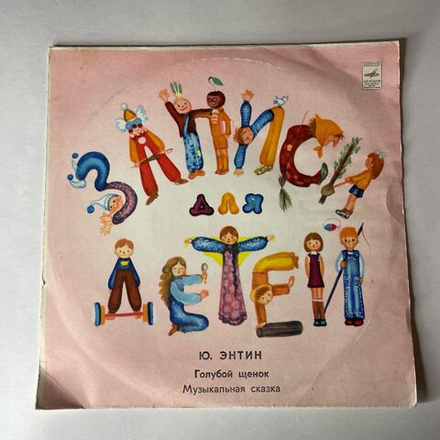 ЗАПИСИ
ДЛЯ
ДЕТЕЙ
Ю. ЭНТИН
Голубой щенок
Музыкальная сказка